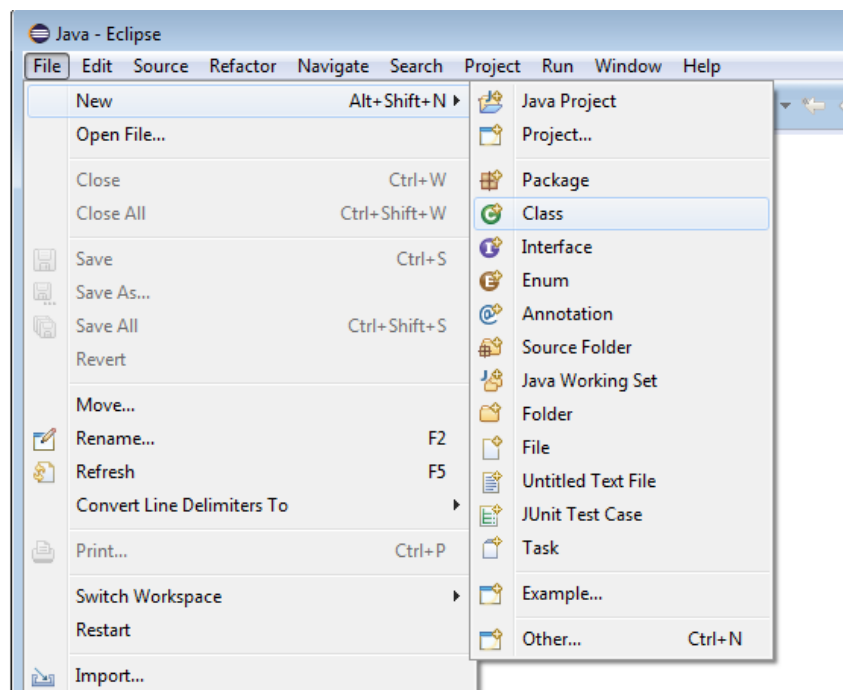 Java - Eclipse
File Edit Source Refactor Navigate Search Project Run Window Help
New Alt+Shift+N
Open File...
Close Ctrl+W
Close All Ctrl+Shift+W
Save Ctrl+S
Save As...
Save All Ctrl+Shift+S
Revert
Move...
Rename... F2
Refresh F5
Convert Line Delimiters To
Print... Ctrl+P
Switch Workspace
Restart
Import...
Java Project
Project...
Package
Class
Interface
Enum
Annotation
Source Folder
Java Working Set
Folder
File
Untitled Text File
JUnit Test Case
Task
Example...
Other... Ctrl+N